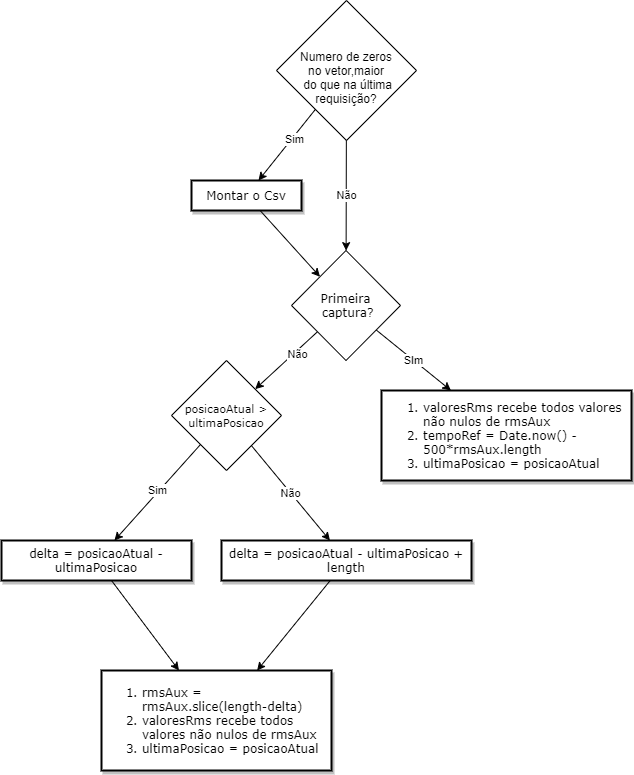 Numero de zeros
no vetor,maior
do que na última
requisição?
Sim
Não
Montar o Csv
Primeira
captura?
Não
SIm
posicaoAtual >
ultimaPosicao
1. valoresRms recebe todos valores
não nulos de rmsAux
2. tempoRef = Date.now() -
500*rmsAux.length
3. ultimaPosicao = posicaoAtual
Sim
Não
delta = posicaoAtual -
ultimaPosicao
delta = posicaoAtual - ultimaPosicao +
length
1. rmsAux =
rmsAux.slice(length-delta)
2. valoresRms recebe todos
valores não nulos de rmsAux
3. ultimaPosicao = posicaoAtual